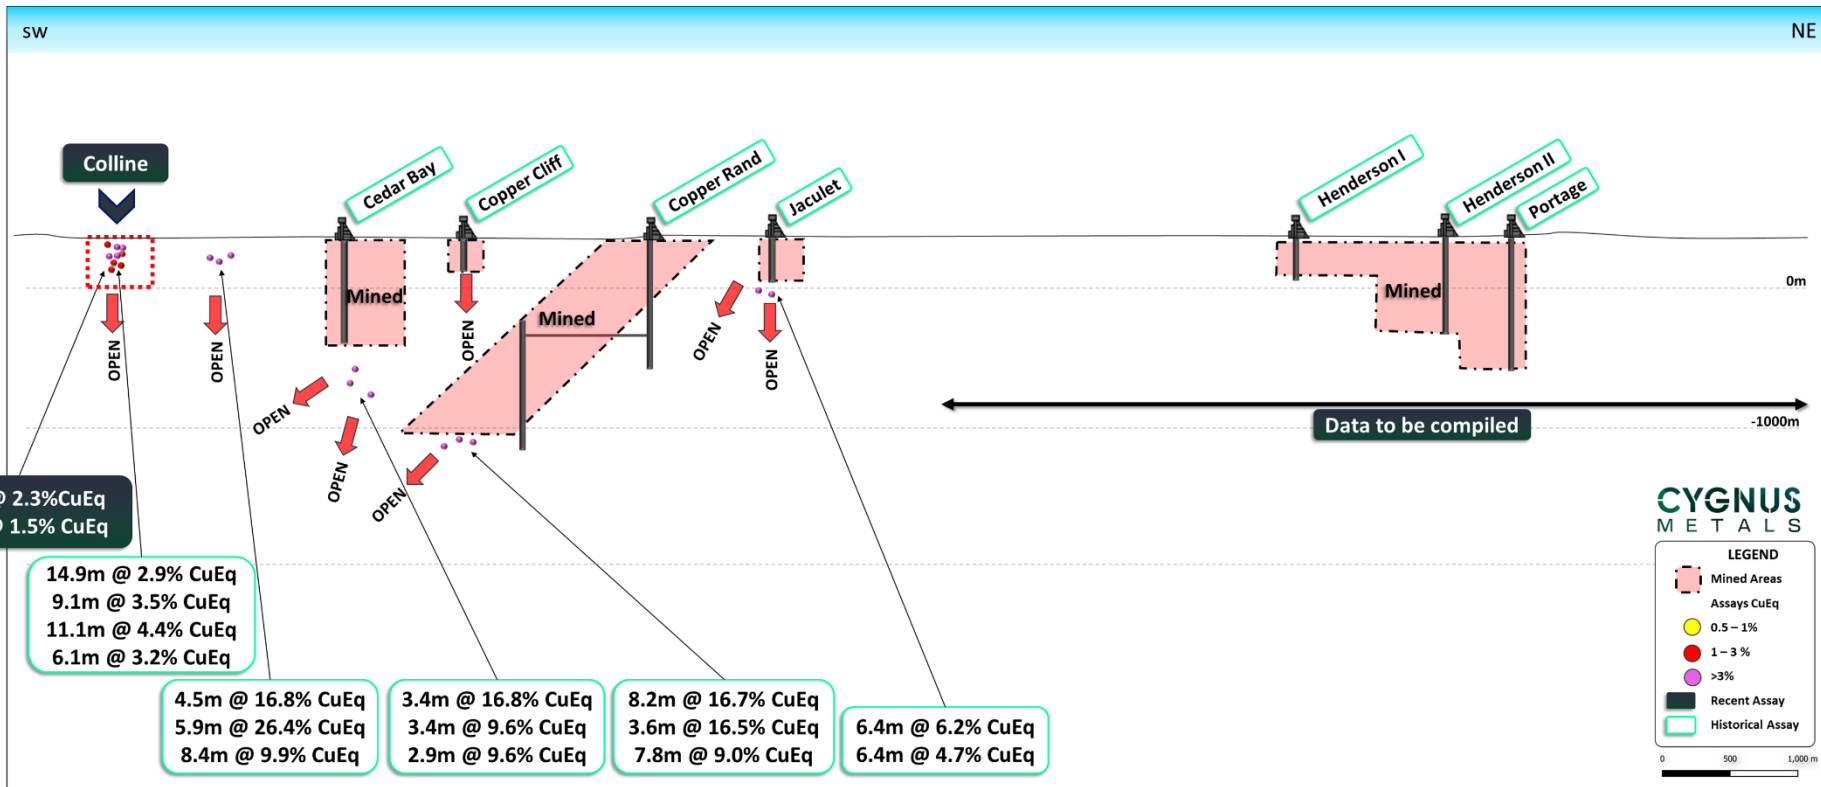 SW
NE
Colline
Cedar Bay
Copper Cliff
Copper Rand
Jaculet
Henderson I
Henderson II
Portage
0m
-1000m
Mined
Mined
Mined
OPEN
OPEN
OPEN
OPEN
OPEN
OPEN
OPEN
OPEN
Data to be compiled
@ 2.3%CuEq
@ 1.5% CuEq
14.9m @ 2.9% CuEq
9.1m @ 3.5% CuEq
11.1m @ 4.4% CuEq
6.1m @ 3.2% CuEq
4.5m @ 16.8% CuEq
5.9m @ 26.4% CuEq
8.4m @ 9.9% CuEq
3.4m @ 16.8% CuEq
3.4m @ 9.6% CuEq
2.9m @ 9.6% CuEq
8.2m @ 16.7% CuEq
3.6m @ 16.5% CuEq
7.8m @ 9.0% CuEq
6.4m @ 6.2% CuEq
6.4m @ 4.7% CuEq
CYGNUS
METALS
LEGEND
Mined Areas
Assays CuEq
0.5 – 1%
1 – 3 %
>3%
Recent Assay
Historical Assay
0 500 1,000 m